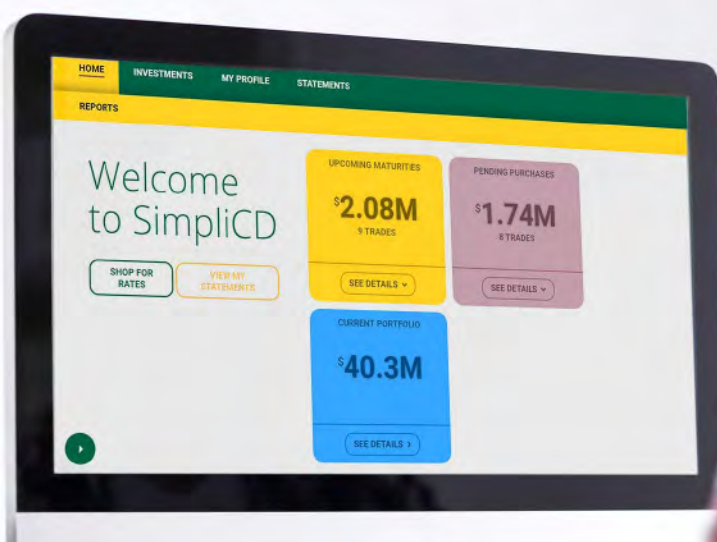 HOME
INVESTMENTS
MY PROFILE
STATEMENTS
REPORTS
Welcome
to SimpliCD
SHOP FOR
RATES
VIEW MY
STATEMENTS
UPCOMING MATURITIES
$2.08M
9 TRADES
SEE DETAILS
PENDING PURCHASES
$1.74M
8 TRADES
SEE DETAILS
CURRENT PORTFOLIO
$40.3M
SEE DETAILS